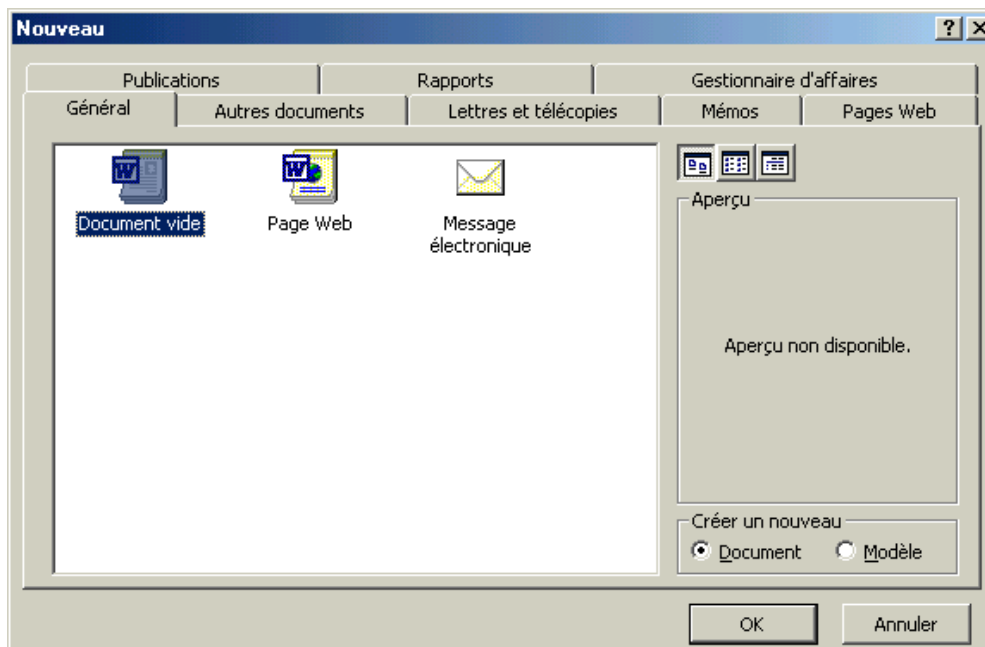 Nouveau
Publications Rapports Gestionnaire d'affaires
Général Autres documents Lettres et télécopies Mémos Pages Web
Document vide Page Web Message électronique
Aperçu
Aperçu non disponible.
Créer un nouveau
Document Modèle
OK Annuler